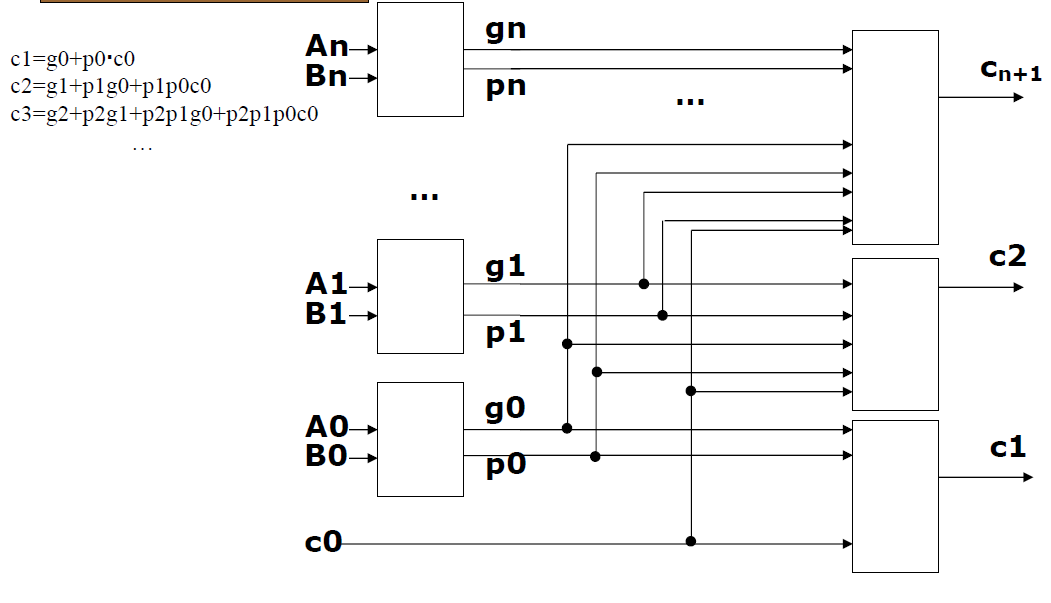 c1=g0+p0·c0
c2=g1+p1g0+p1p0c0
c3=g2+p2g1+p2p1g0+p2p1p0c0
...
An
Bn
gn
pn
...
cn+1
...
A1
B1
g1
p1
c2
A0
B0
g0
p0
c1
c0